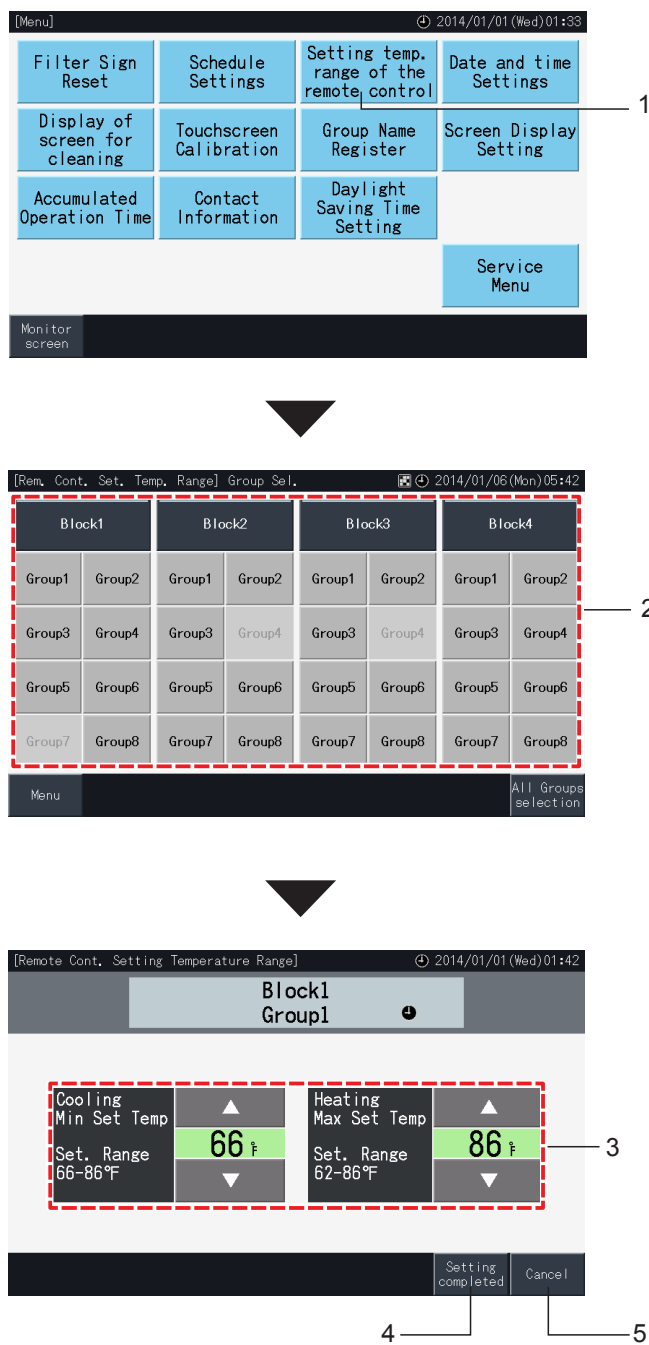 [Menu] 2014/01/01(Wed)01:33
Filter Sign
Reset
Schedule
Settings
Setting temp.
range of the
remote control
Date and time
Settings
1
Display of
screen for
cleaning
Touchscreen
Calibration
Group Name
Register
Screen Display
Setting
Accumulated
Operation Time
Contact
Information
Daylight
Saving Time
Setting
Service
Menu
Monitor
screen
[Rem. Cont. Set. Temp. Range] Group Sel. 2014/01/06(Mon)05:42
Block1 Block2 Block3 Block4
Group1 Group2 Group1 Group2 Group1 Group2 Group1 Group2
2
Group3 Group4 Group3 Group4 Group3 Group4 Group3 Group4
Group5 Group6 Group5 Group6 Group5 Group6 Group5 Group6
Group7 Group8 Group7 Group8 Group7 Group8 Group7 Group8
Menu
All Groups
selection
[Remote Cont. Setting Temperature Range] 2014/01/01(Wed)01:42
Block1
Group1
Cooling
Min Set Temp
Set. Range
66-86°F
66 °F
Heating
Max Set Temp
Set. Range
62-86°F
86 °F
3
Setting
completed
Cancel
4
5